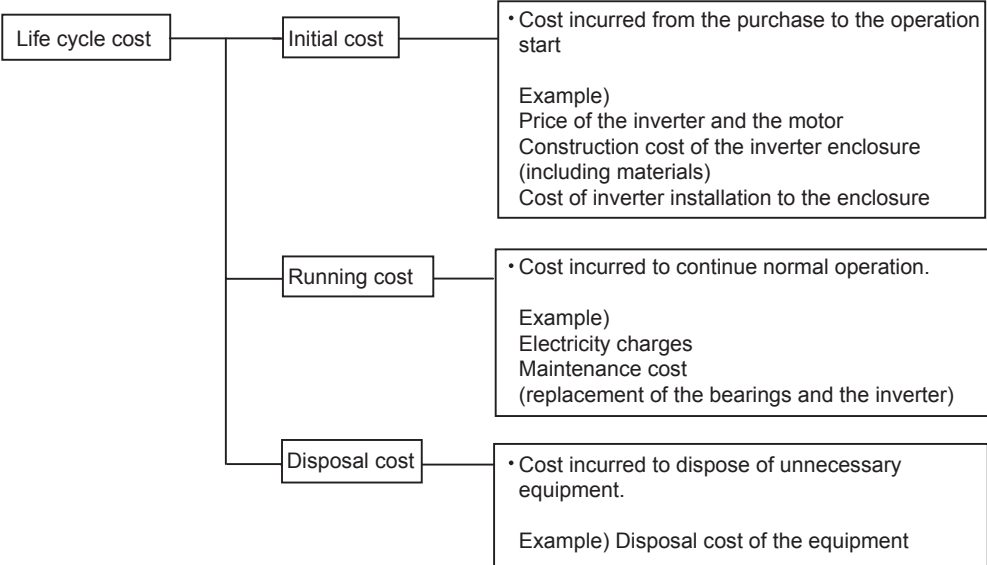 Life cycle cost
Initial cost
・Cost incurred from the purchase to the operation
start
Example)
Price of the inverter and the motor
Construction cost of the inverter enclosure
(including materials)
Cost of inverter installation to the enclosure
Running cost
・Cost incurred to continue normal operation.
Example)
Electricity charges
Maintenance cost
(replacement of the bearings and the inverter)
Disposal cost
・Cost incurred to dispose of unnecessary
equipment.
Example) Disposal cost of the equipment